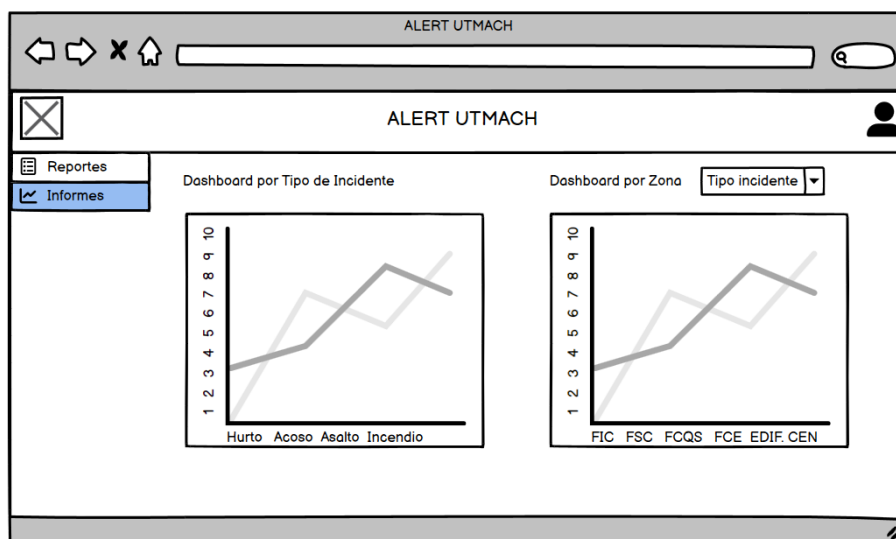 ALERT UTMACH
ALERT UTMACH
Reportes
Informes
Dashboard por Tipo de Incidente
10
9
8
7
6
5
4
3
2
1
Hurto Acoso Asalto Incendio
Dashboard por Zona
Tipo incidente
10
9
8
7
6
5
4
3
2
1
FIC FSC FCQS FCE EDIF. CEN